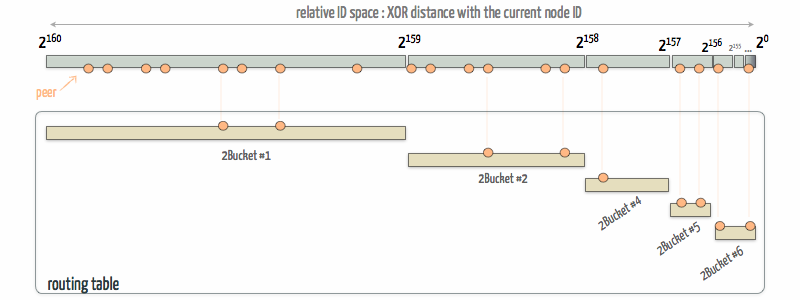 relative ID space : XOR distance with the current node ID
2¹⁶⁰ 2¹⁵⁹ 2¹⁵⁸ 2¹⁵⁷ 2¹⁵⁶ 2¹⁵⁵ ... 2⁰
peer
2Bucket #1
2Bucket #2
2Bucket #4
2Bucket #5
2Bucket #6
routing table